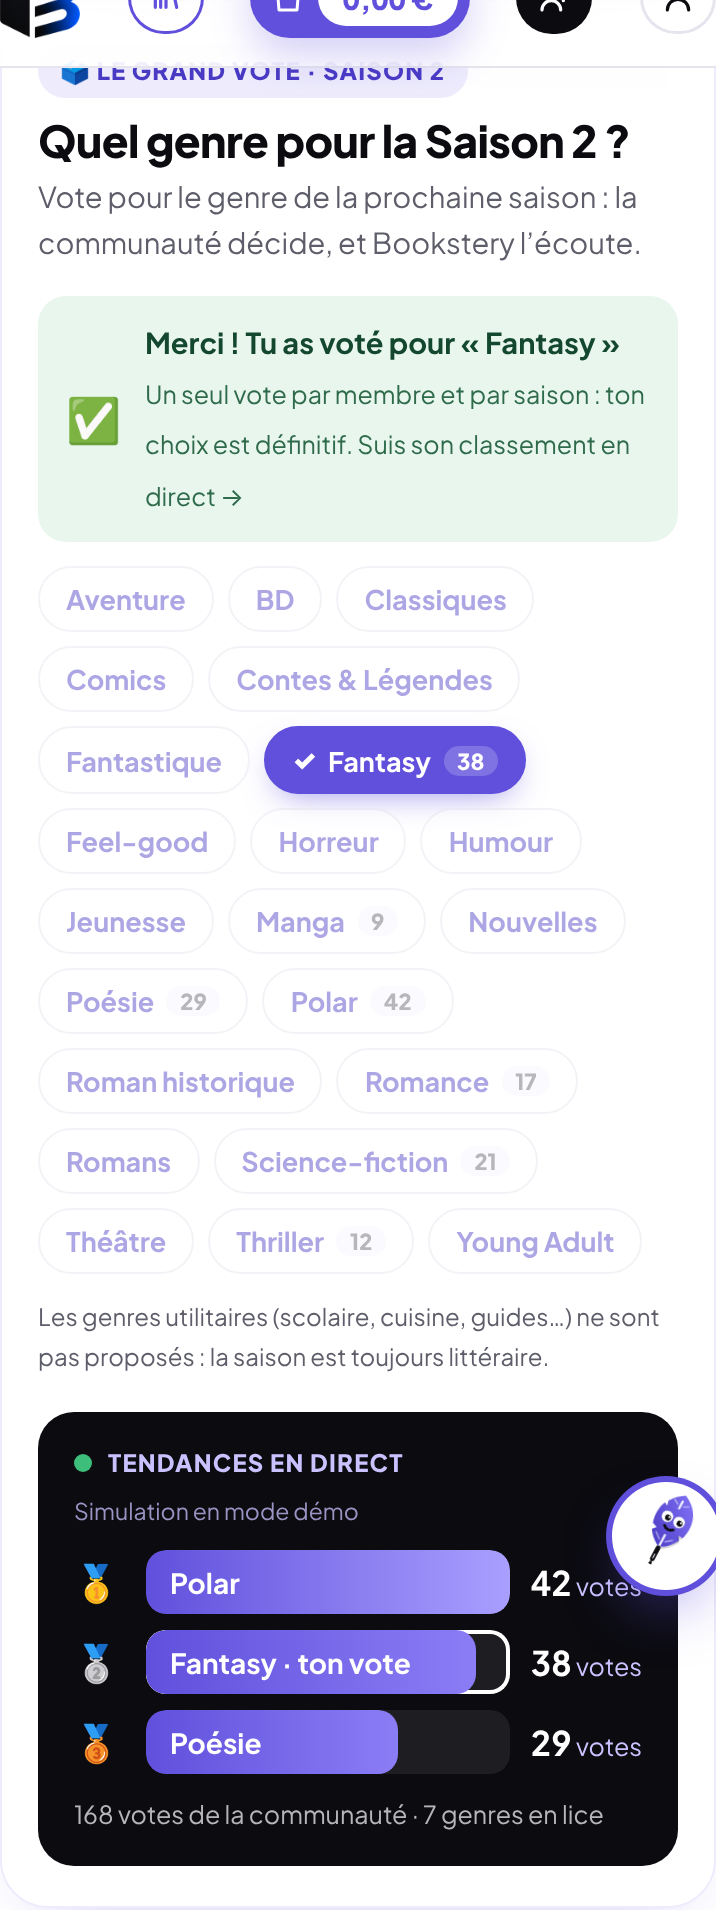 0,00 €
LE GRAND VOTE · SAISON 2
Quel genre pour la Saison 2 ?
Vote pour le genre de la prochaine saison : la
communauté décide, et Bookstery l’écoute.
Merci ! Tu as voté pour « Fantasy »
Un seul vote par membre et par saison : ton
choix est définitif. Suis son classement en
direct →
Aventure BD Classiques
Comics Contes & Légendes
Fantastique ✓ Fantasy 38
Feel-good Horreur Humour
Jeunesse Manga 9 Nouvelles
Poésie 29 Polar 42
Roman historique Romance 17
Romans Science-fiction 21
Théâtre Thriller 12 Young Adult
Les genres utilitaires (scolaire, cuisine, guides…) ne sont
pas proposés : la saison est toujours littéraire.
TENDANCES EN DIRECT
Simulation en mode démo
1 Polar 42 votes
2 Fantasy · ton vote 38 votes
3 Poésie 29 votes
168 votes de la communauté · 7 genres en lice